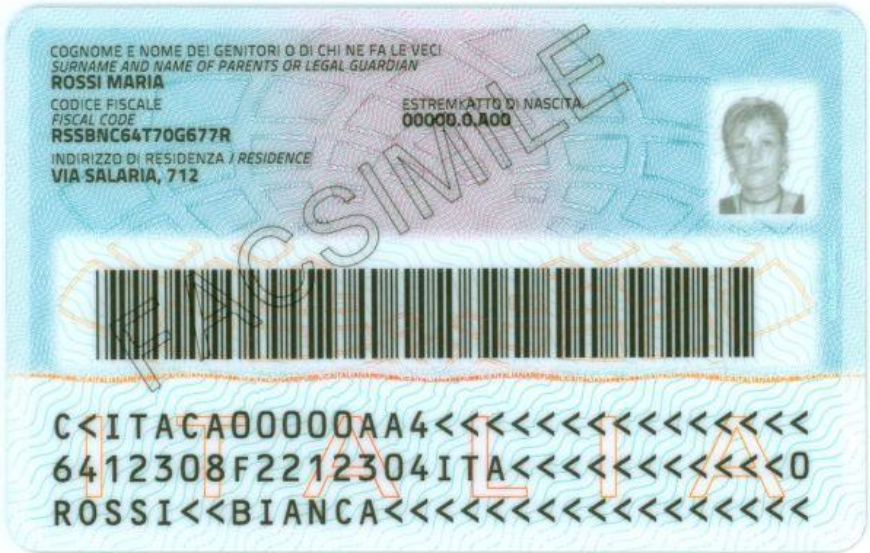 COGNOME E NOME DEI GENITORI O DI CHI NE FA LE VECI
SURNAME AND NAME OF PARENTS OR LEGAL GUARDIAN
ROSSI MARIA
CODICE FISCALE
FISCAL CODE
RSSBNC64T70G677R
ESTREMI ATTO DI NASCITA
00000.0.A00
INDIRIZZO DI RESIDENZA / RESIDENCE
VIA SALARIA, 712
FACSIMILE
ITALIA
C<ITACA00000AA4<<<<<<<<<<<<<<<
6412308F2212304ITA<<<<<<<<<<<0
ROSSI<<BIANCA<<<<<<<<<<<<<<<<<